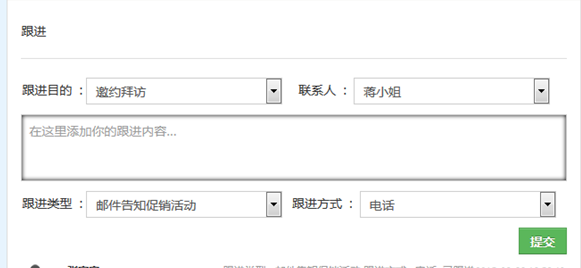 跟进
跟进目的 ： 邀约拜访 联系人 ： 蒋小姐
在这里添加你的跟进内容...
跟进类型 ： 邮件告知促销活动 跟进方式 ： 电话
提交